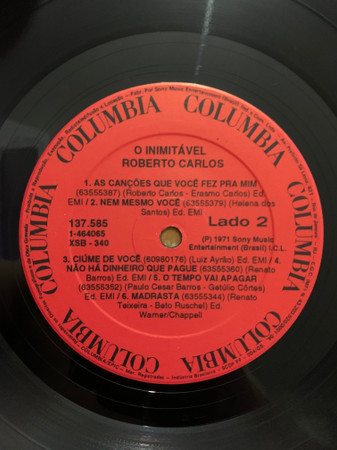 COLUMBIA COLUMBIA
O INIMITÁVEL
ROBERTO CARLOS
1. AS CANÇÕES QUE VOCÊ FEZ PRA MIM
(63555387) (Roberto Carlos - Erasmo Carlos) Ed.
EMI / 2. NEM MESMO VOCÊ (63555379) (Helena dos
Santos) Ed. EMI
137.585
1-464065
XSB - 340
Lado 2
(P) 1971 Sony Music
Entertainment (Brasil) I.C.L.
3. CIÚME DE VOCÊ (60980176) (Luiz Ayrão) Ed. EMI / 4.
NÃO HÁ DINHEIRO QUE PAGUE (63555360) (Renato
Barros) Ed. EMI / 5. O TEMPO VAI APAGAR
(63555352) (Paulo Cesar Barros - Getúlio Côrtes)
Ed. EMI / 6. MADRASTA (63555344) (Renato
Teixeira - Beto Ruschel) Ed.
Warner/Chappell
COLUMBIA COLUMBIA
Indústria Brasileira